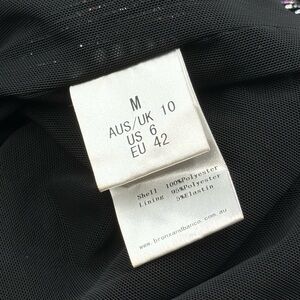 M
AUS/UK 10
US 6
EU 42
Shell 100%Polyester
Lining 95%Polyester
5%Elastin
www.bronxandbanco.com.au